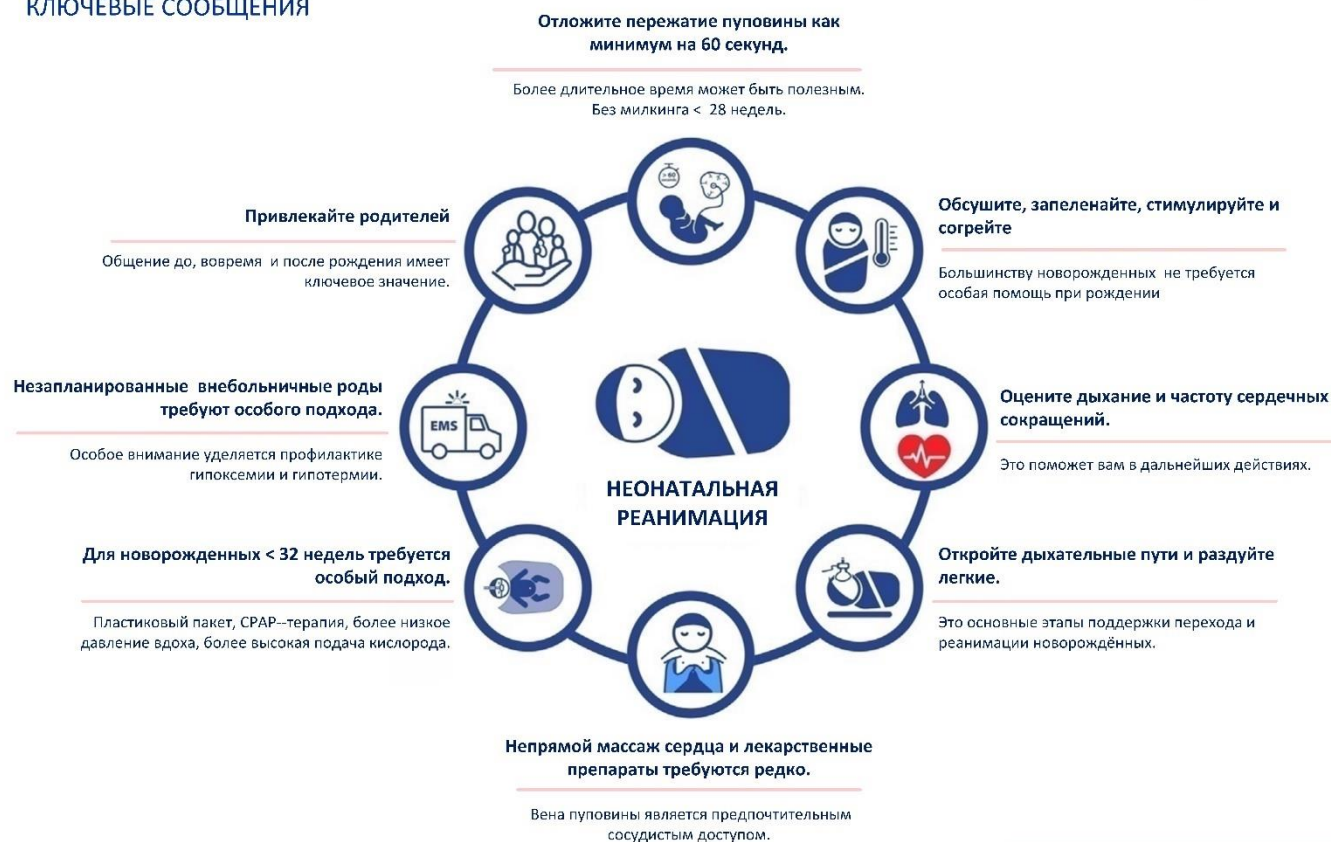 КЛЮЧЕВЫЕ СООБЩЕНИЯ
Отложите пережатие пуповины как
минимум на 60 секунд.
Более длительное время может быть полезным.
Без милкинга < 28 недель.
Обсушите, запеленайте, стимулируйте и
согрейте
Большинству новорожденных не требуется
особая помощь при рождении
Оцените дыхание и частоту сердечных
сокращений.
Это поможет вам в дальнейших действиях.
Откройте дыхательные пути и раздуйте
легкие.
Это основные этапы поддержки перехода и
реанимации новорождённых.
Непрямой массаж сердца и лекарственные
препараты требуются редко.
Вена пуповины является предпочтительным
сосудистым доступом.
Для новорожденных < 32 недель требуется
особый подход.
Пластиковый пакет, CPAP--терапия, более низкое
давление вдоха, более высокая подача кислорода.
Незапланированные внебольничные роды
требуют особого подхода.
Особое внимание уделяется профилактике
гипоксемии и гипотермии.
EMS
Привлекайте родителей
Общение до, вовремя и после рождения имеет
ключевое значение.
НЕОНАТАЛЬНАЯ
РЕАНИМАЦИЯ